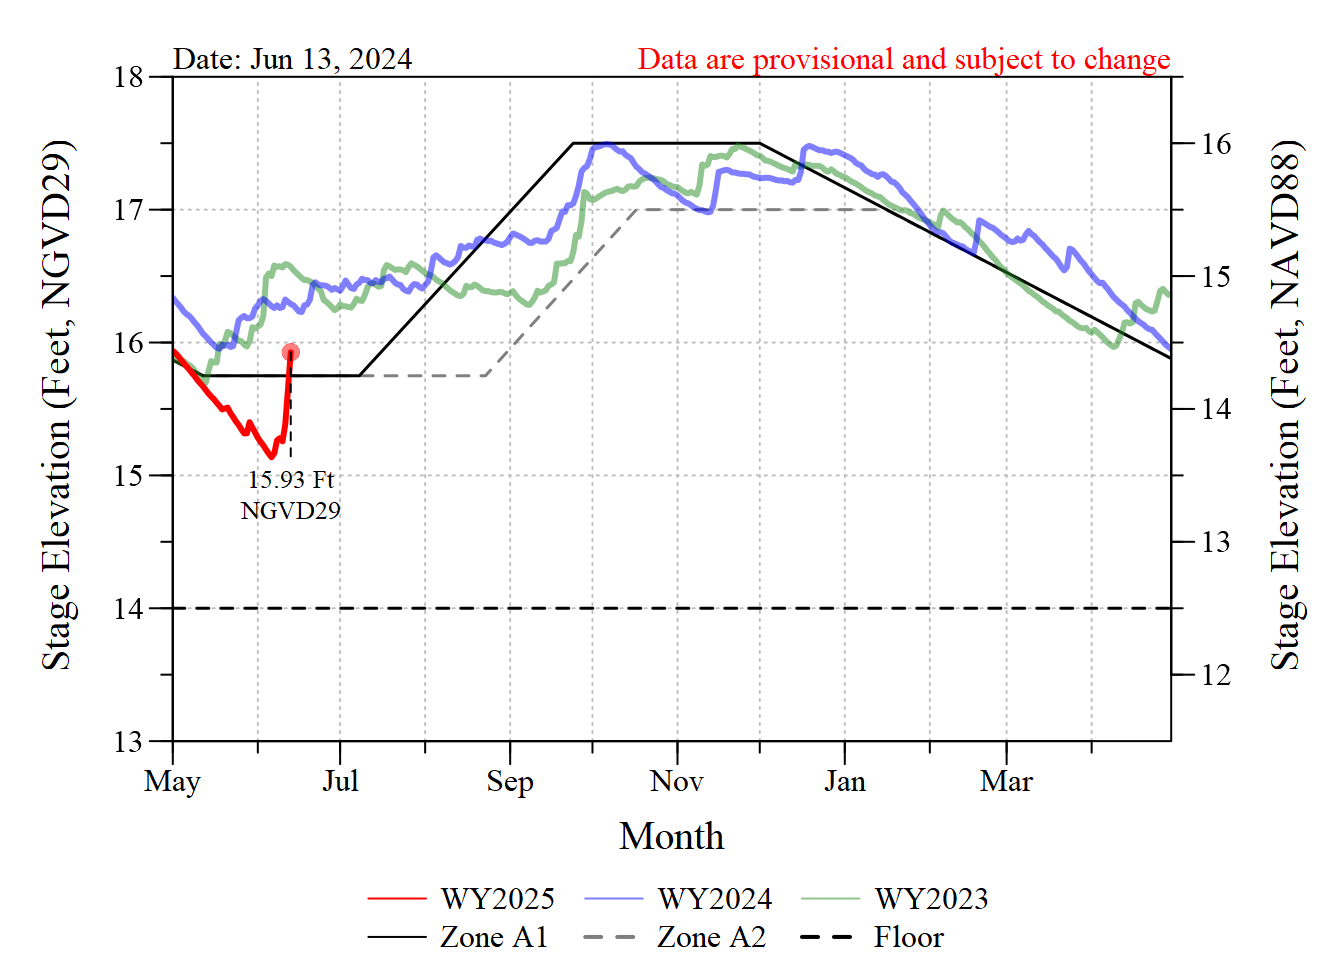 Date: Jun 13, 2024
Data are provisional and subject to change
Stage Elevation (Feet, NGVD29)
18
17
16
15
14
13
15.93 Ft
NGVD29
16
15
14
13
12
Stage Elevation (Feet, NAVD88)
May Jul Sep Nov Jan Mar
Month
WY2025 WY2024 WY2023
Zone A1 Zone A2 Floor